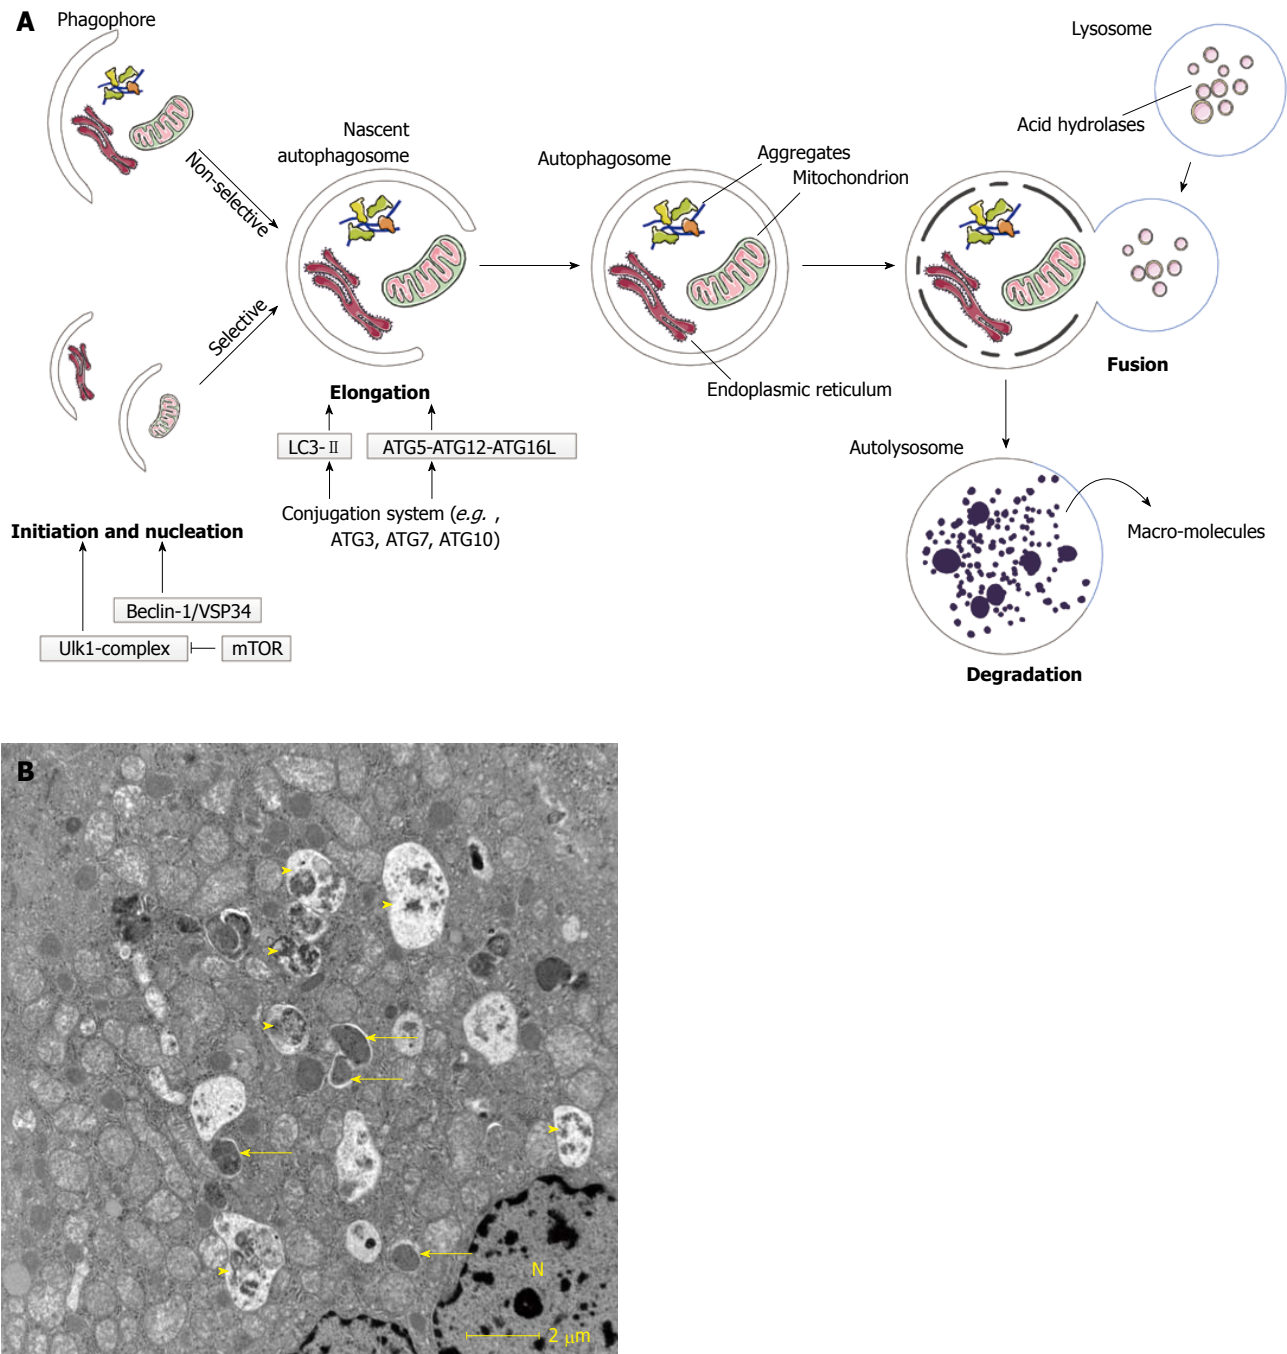 A
Phagophore
Lysosome
Acid hydrolases
Nascent
autophagosome
Non-selective
Selective
Autophagosome
Aggregates
Mitochondrion
Endoplasmic reticulum
Fusion
Elongation
LC3-II
ATG5-ATG12-ATG16L
Conjugation system (e.g. ,
ATG3, ATG7, ATG10)
Initiation and nucleation
Beclin-1/VSP34
Ulk1-complex
mTOR
Autolysosome
Macro-molecules
Degradation
B
N
2 μm